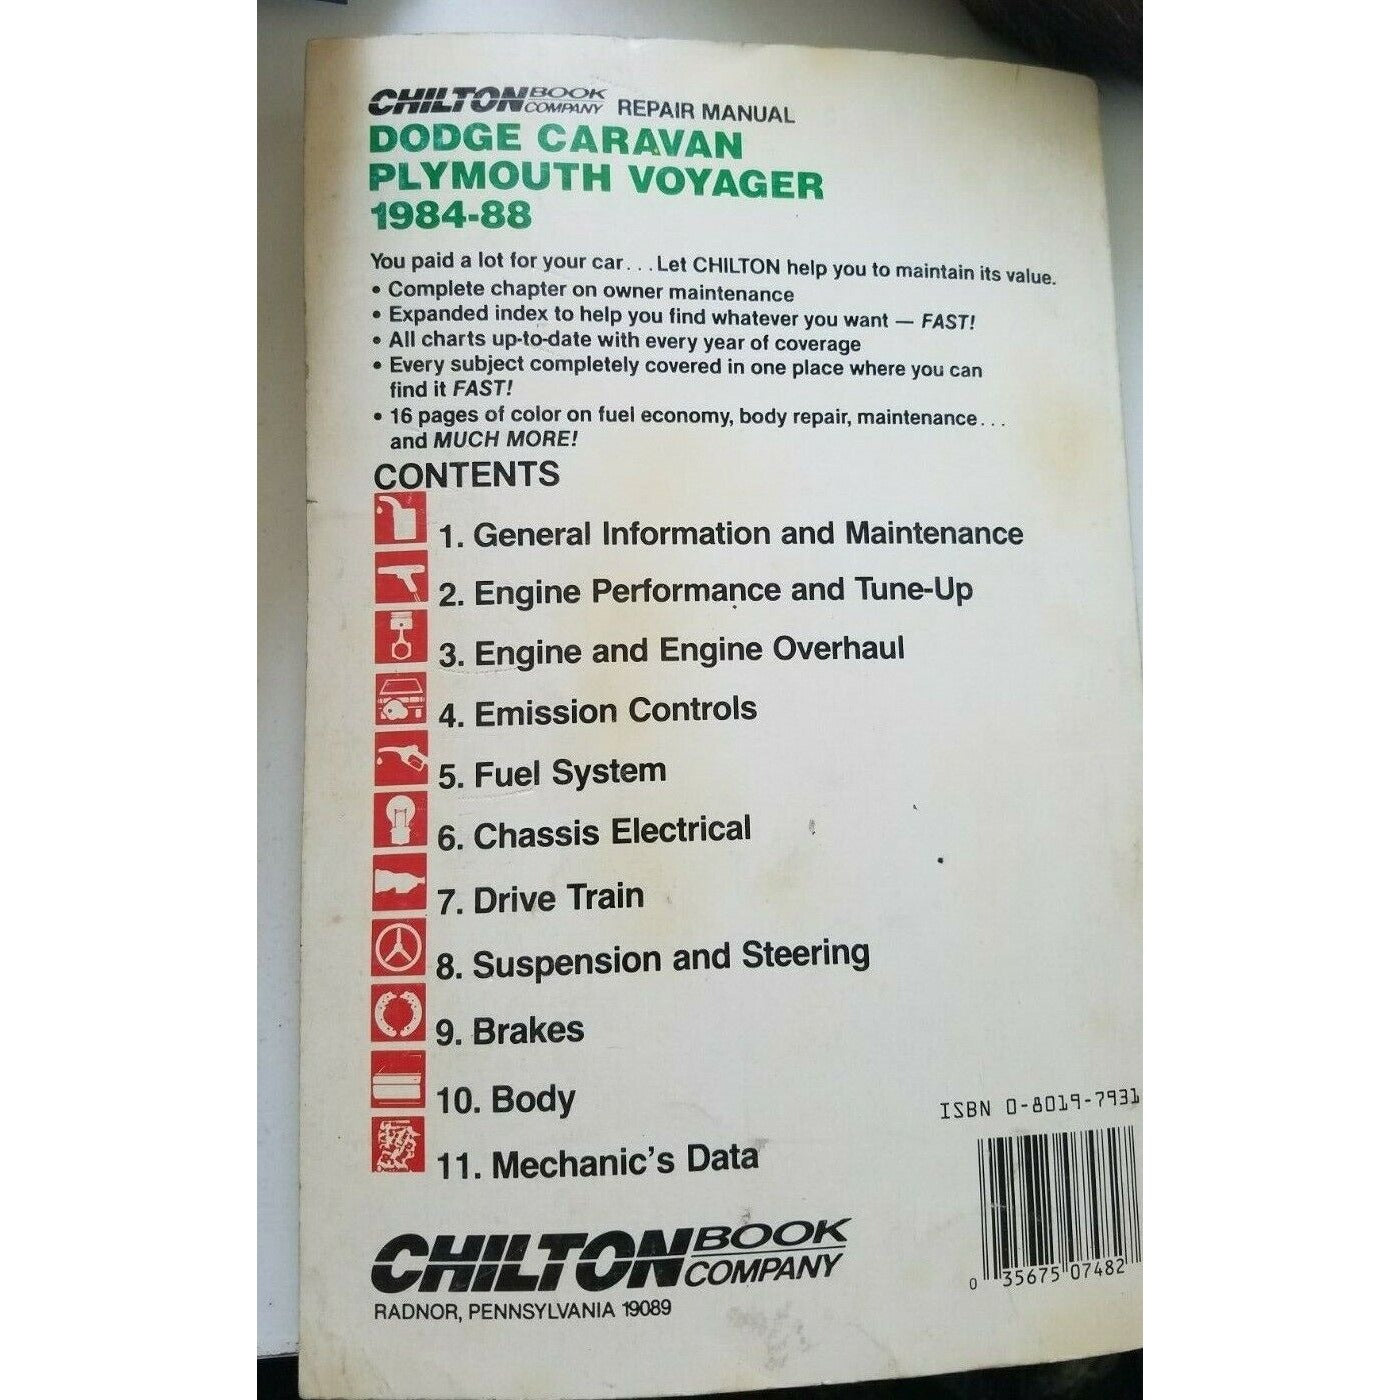 CHILTON BOOK COMPANY REPAIR MANUAL
DODGE CARAVAN
PLYMOUTH VOYAGER
1984-88
You paid a lot for your car...Let CHILTON help you to maintain its value.
• Complete chapter on owner maintenance
• Expanded index to help you find whatever you want — FAST!
• All charts up-to-date with every year of coverage
• Every subject completely covered in one place where you can
find it FAST!
• 16 pages of color on fuel economy, body repair, maintenance...
and MUCH MORE!
CONTENTS
1. General Information and Maintenance
2. Engine Performance and Tune-Up
3. Engine and Engine Overhaul
4. Emission Controls
5. Fuel System
6. Chassis Electrical
7. Drive Train
8. Suspension and Steering
9. Brakes
10. Body
11. Mechanic's Data
ISBN 0-8019-7931
0 35675 07482
CHILTON BOOK COMPANY
RADNOR, PENNSYLVANIA 19089